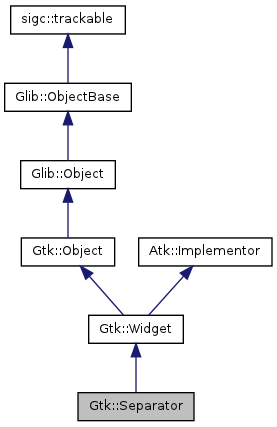 sigc::trackable
Glib::ObjectBase
Glib::Object
Gtk::Object
Atk::Implementor
Gtk::Widget
Gtk::Separator